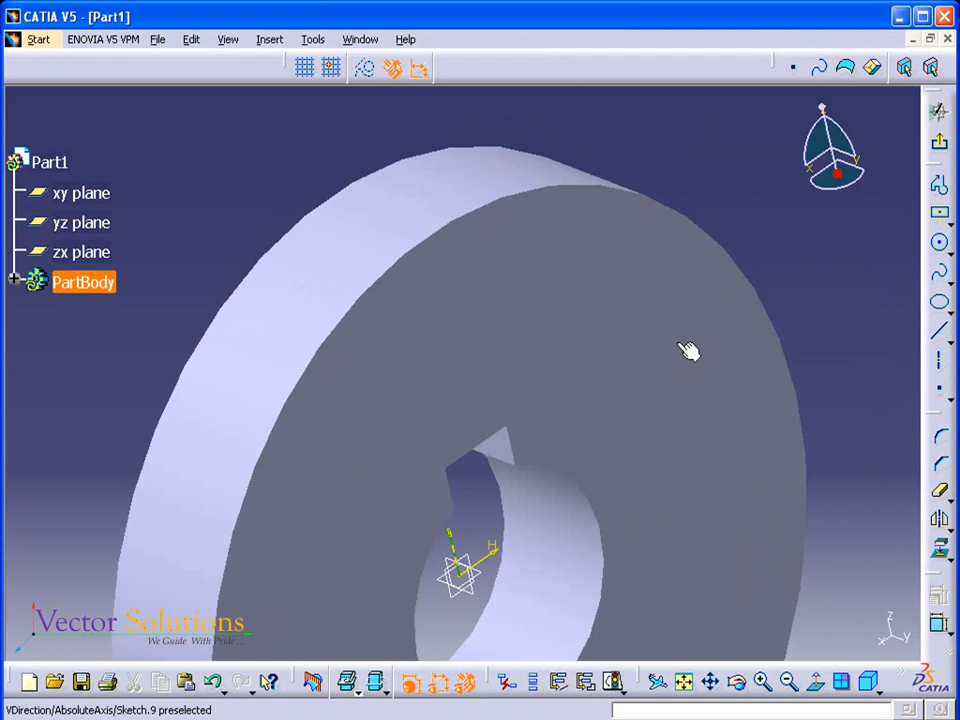 CATIA V5 - [Part1]
Start ENOVIA V5 VPM File Edit View Insert Tools Window Help
Part1
xy plane
yz plane
zx plane
PartBody
x y
H
Vector Solutions
We Guide With Pride...
z
x y
CATIA
VDirection/AbsoluteAxis/Sketch.9 preselected